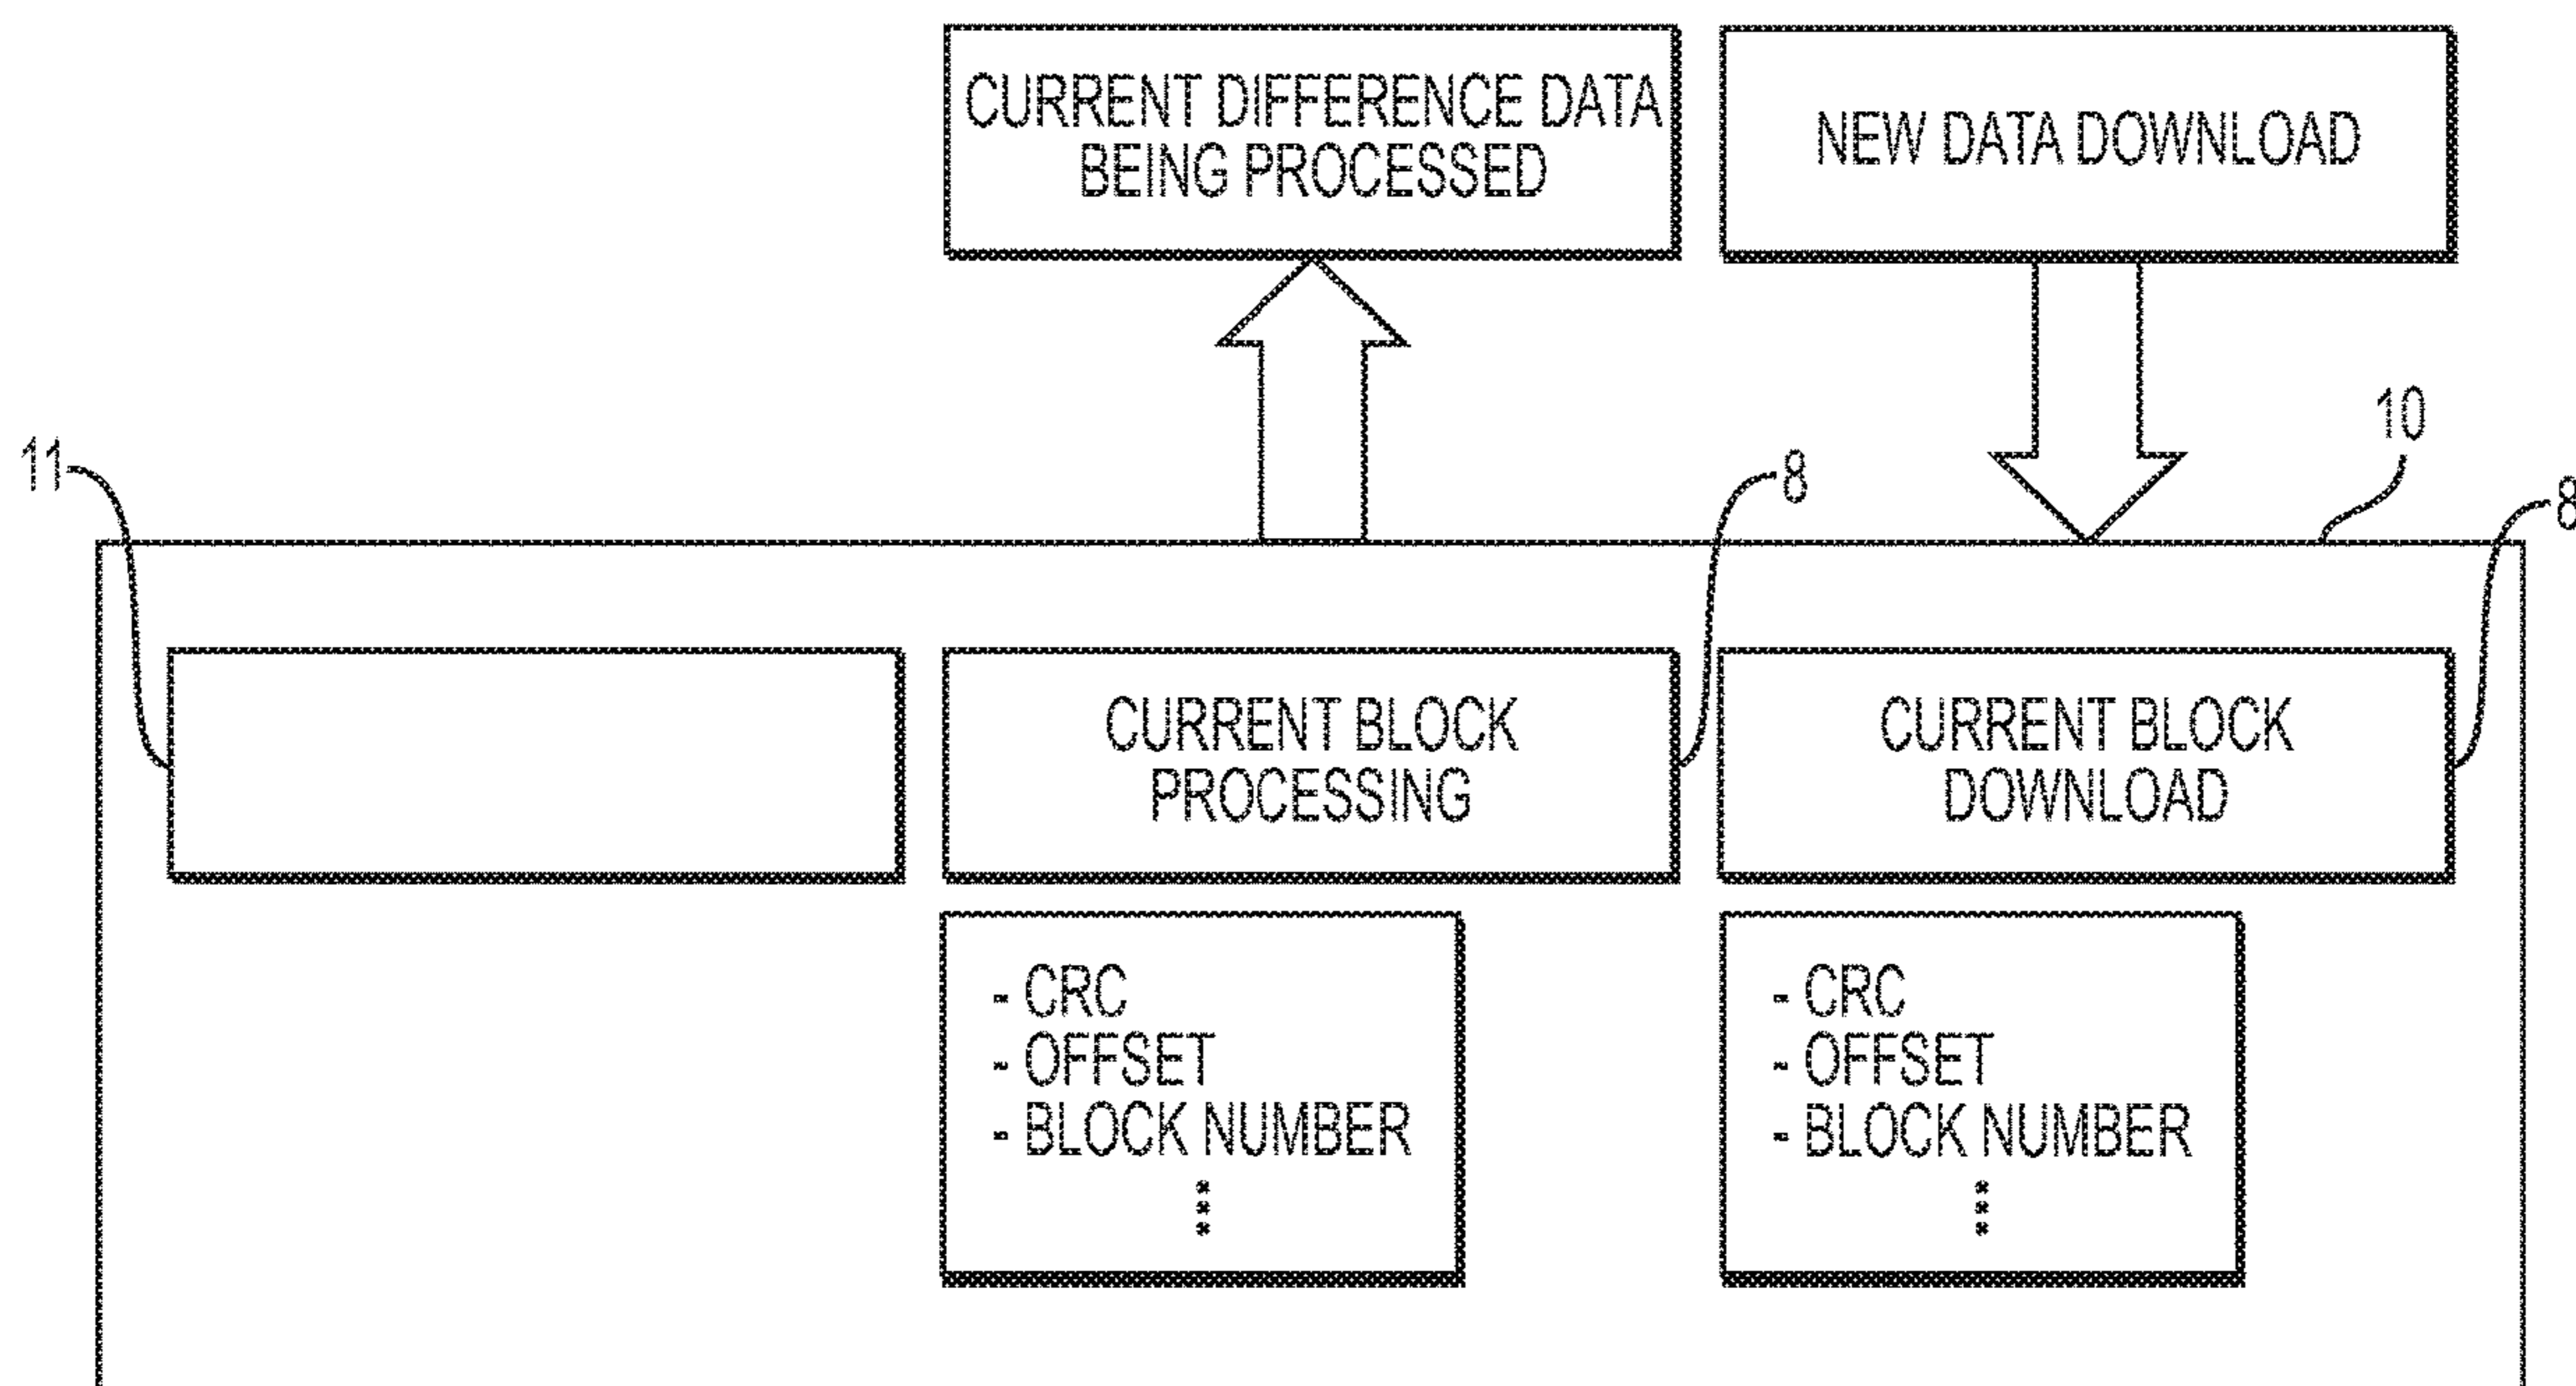 CURRENT DIFFERENCE DATA
BEING PROCESSED
NEW DATA DOWNLOAD
10
11
8
8
CURRENT BLOCK
PROCESSING
CURRENT BLOCK
DOWNLOAD
- CRC
- OFFSET
- BLOCK NUMBER
- CRC
- OFFSET
- BLOCK NUMBER